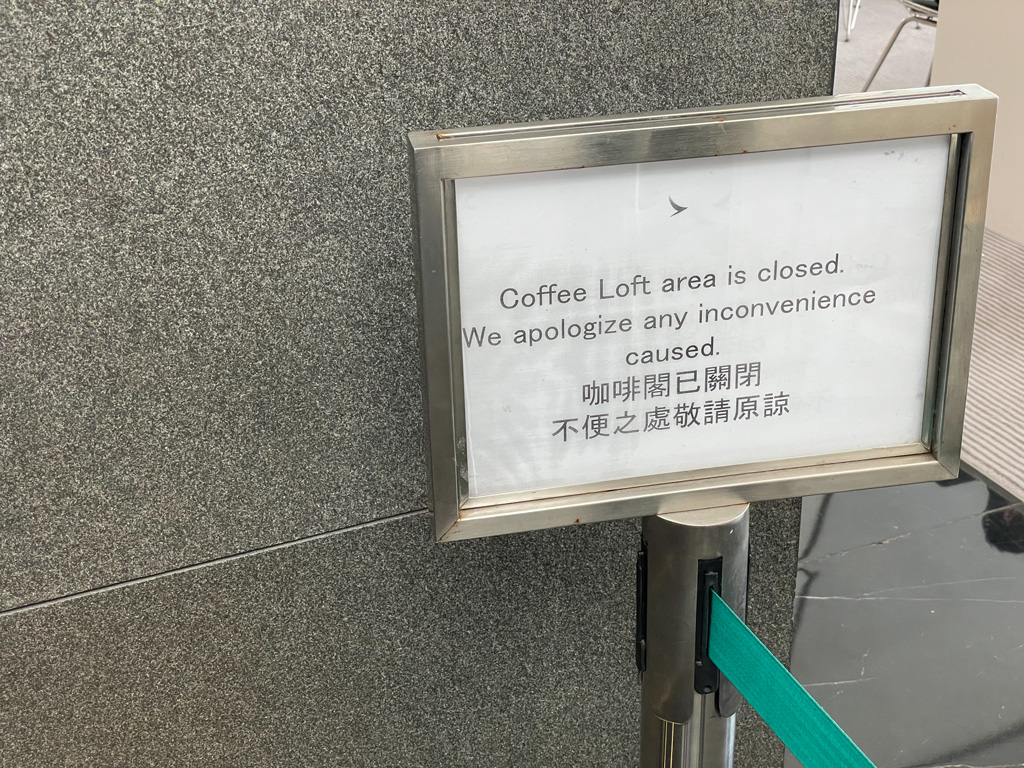 Coffee Loft area is closed.
We apologize any inconvenience
caused.
咖啡閣已關閉
不便之處敬請原諒